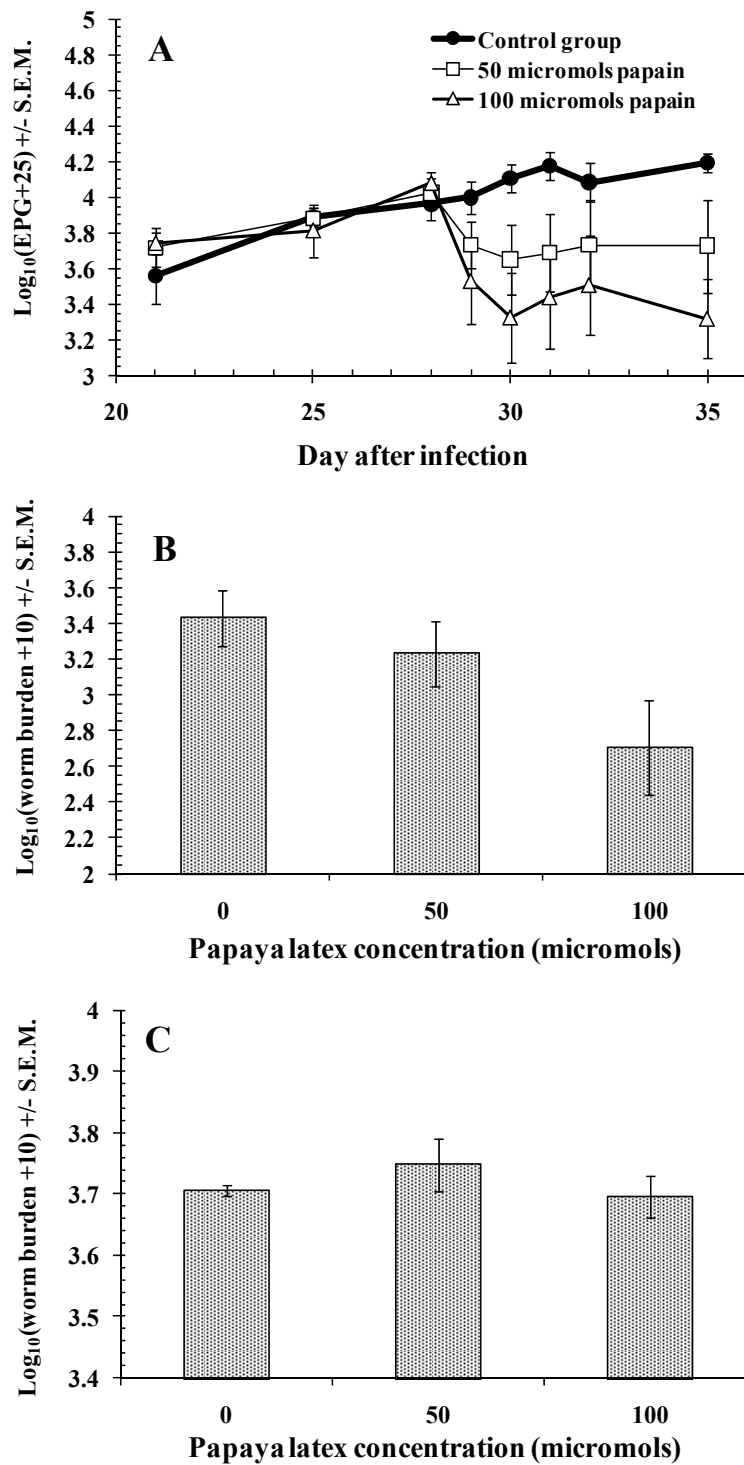 A
Control group
50 micromols papain
100 micromols papain
Log₁₀(EPG+25) +/- S.E.M.
5
4.8
4.6
4.4
4.2
4
3.8
3.6
3.4
3.2
3
20 25 30 35
Day after infection
B
Log₁₀(worm burden +10) +/- S.E.M.
4
3.8
3.6
3.4
3.2
3
2.8
2.6
2.4
2.2
2
0 50 100
Papaya latex concentration (micromols)
C
Log₁₀(worm burden +10) +/- S.E.M.
4
3.9
3.8
3.7
3.6
3.5
3.4
0 50 100
Papaya latex concentration (micromols)